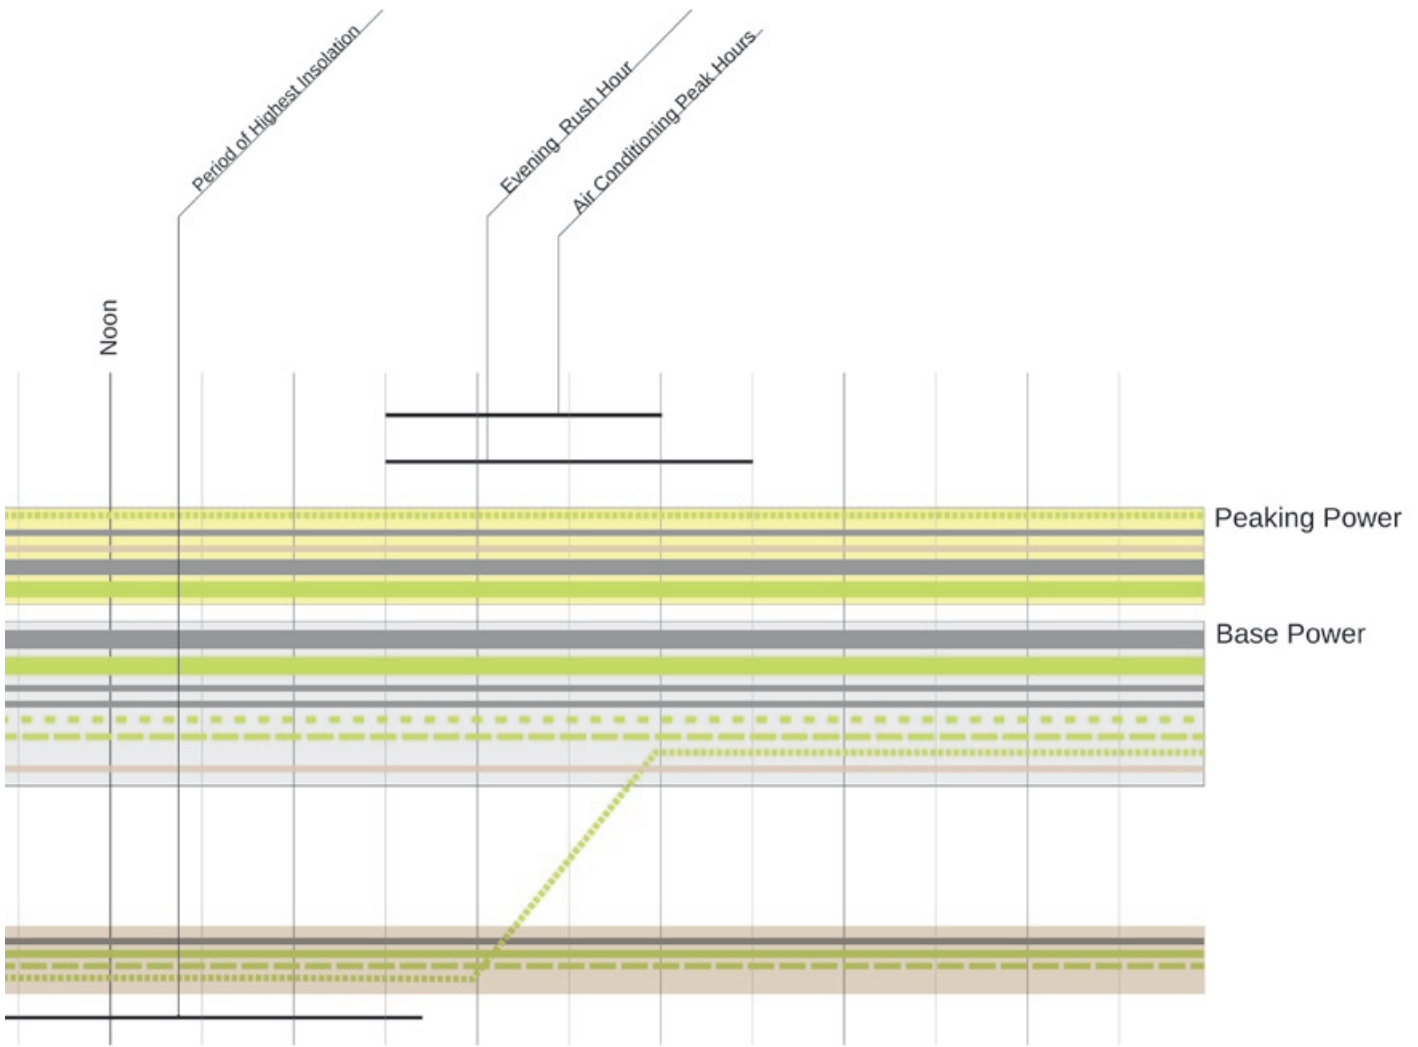 Period of Highest Insolation
Evening Rush Hour
Air Conditioning Peak Hours
Noon
Peaking Power
Base Power